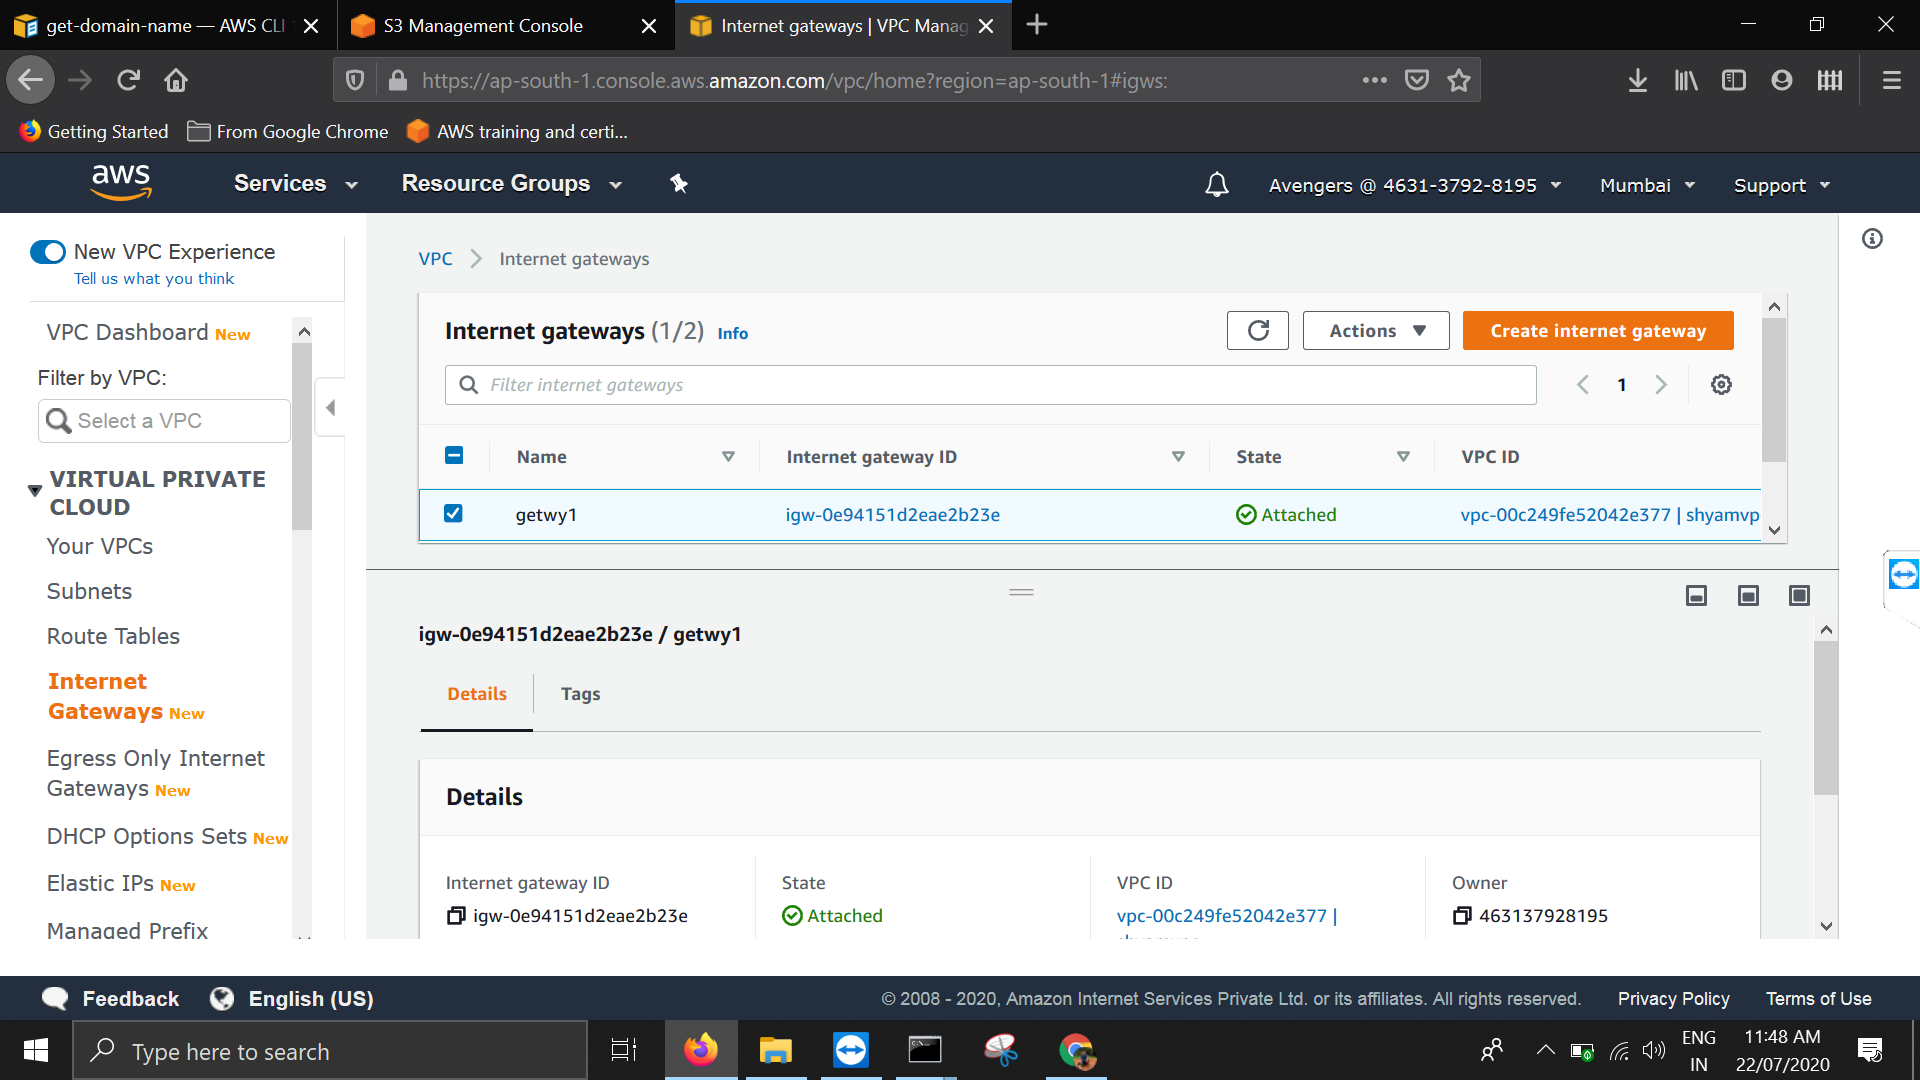 get-domain-name — AWS CLI
S3 Management Console
Internet gateways | VPC Manag
https://ap-south-1.console.aws.amazon.com/vpc/home?region=ap-south-1#igws:
Getting Started
From Google Chrome
AWS training and certi...
aws
Services
Resource Groups
Avengers @ 4631-3792-8195
Mumbai
Support
New VPC Experience
Tell us what you think
VPC Dashboard New
Filter by VPC:
Select a VPC
VIRTUAL PRIVATE
CLOUD
Your VPCs
Subnets
Route Tables
Internet
Gateways New
Egress Only Internet
Gateways New
DHCP Options Sets New
Elastic IPs New
Managed Prefix
VPC
Internet gateways
Internet gateways (1/2) Info
Actions
Create internet gateway
Filter internet gateways
1
Name
Internet gateway ID
State
VPC ID
getwy1
igw-0e94151d2eae2b23e
Attached
vpc-00c249fe52042e377 | shyamvp
igw-0e94151d2eae2b23e / getwy1
Details
Tags
Details
Internet gateway ID
igw-0e94151d2eae2b23e
State
Attached
VPC ID
vpc-00c249fe52042e377 |
Owner
463137928195
Feedback
English (US)
© 2008 - 2020, Amazon Internet Services Private Ltd. or its affiliates. All rights reserved.
Privacy Policy
Terms of Use
Type here to search
ENG
IN
11:48 AM
22/07/2020